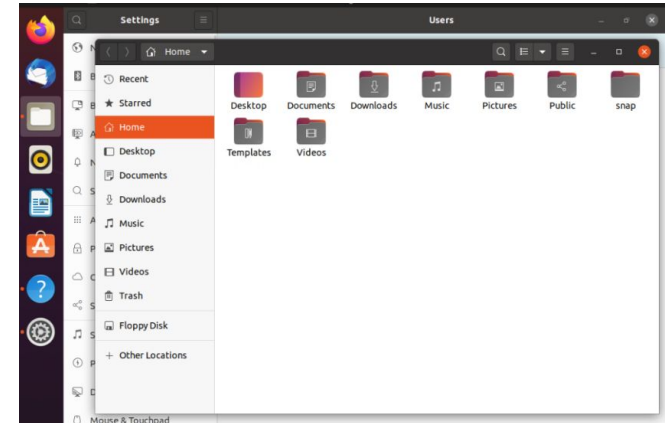 Settings
Users
Home
Recent
Starred
Home
Desktop
Documents
Downloads
Music
Pictures
Videos
Trash
Floppy Disk
+ Other Locations
Desktop Documents Downloads Music Pictures Public snap
Templates Videos
Mouse & Touchpad